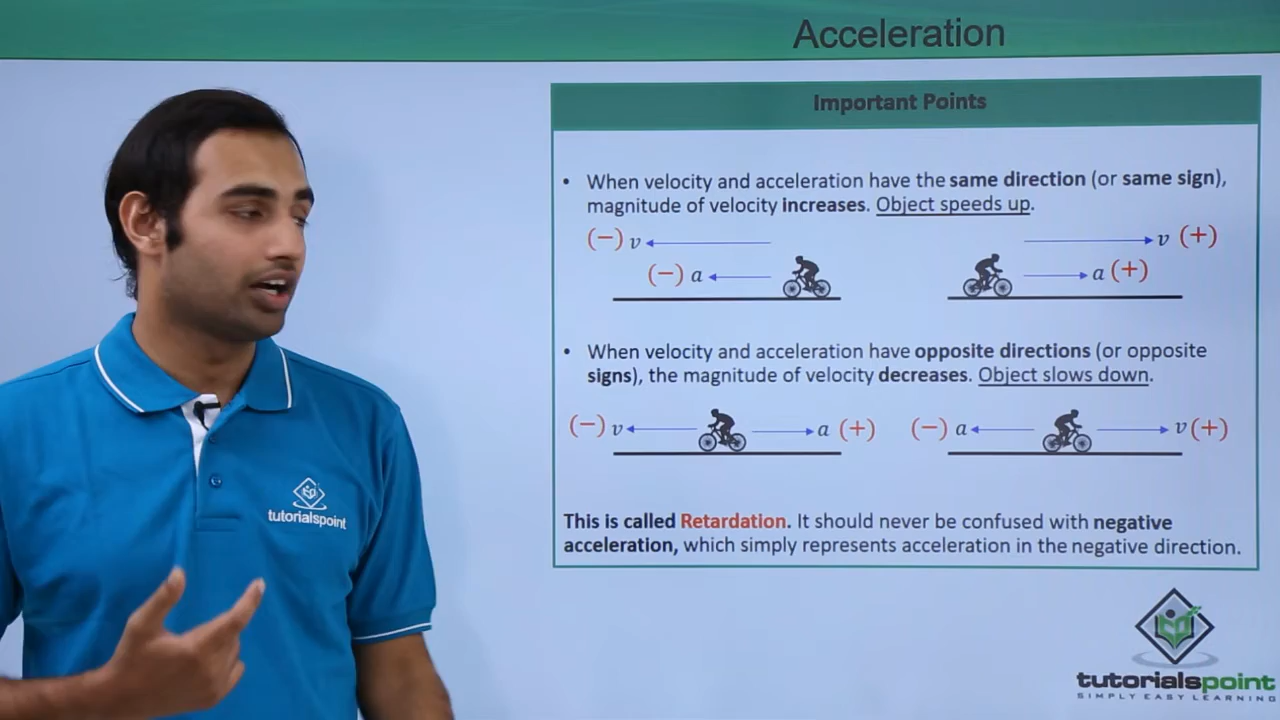 Acceleration
Important Points
• When velocity and acceleration have the same direction (or same sign),
magnitude of velocity increases. Object speeds up.
(−) v
v (+)
(−) a
a (+)
• When velocity and acceleration have opposite directions (or opposite
signs), the magnitude of velocity decreases. Object slows down.
(−) v a (+) (−) a v (+)
This is called Retardation. It should never be confused with negative
acceleration, which simply represents acceleration in the negative direction.
tutorialspoint
tutorialspoint
SIMPLY EASY LEARNING